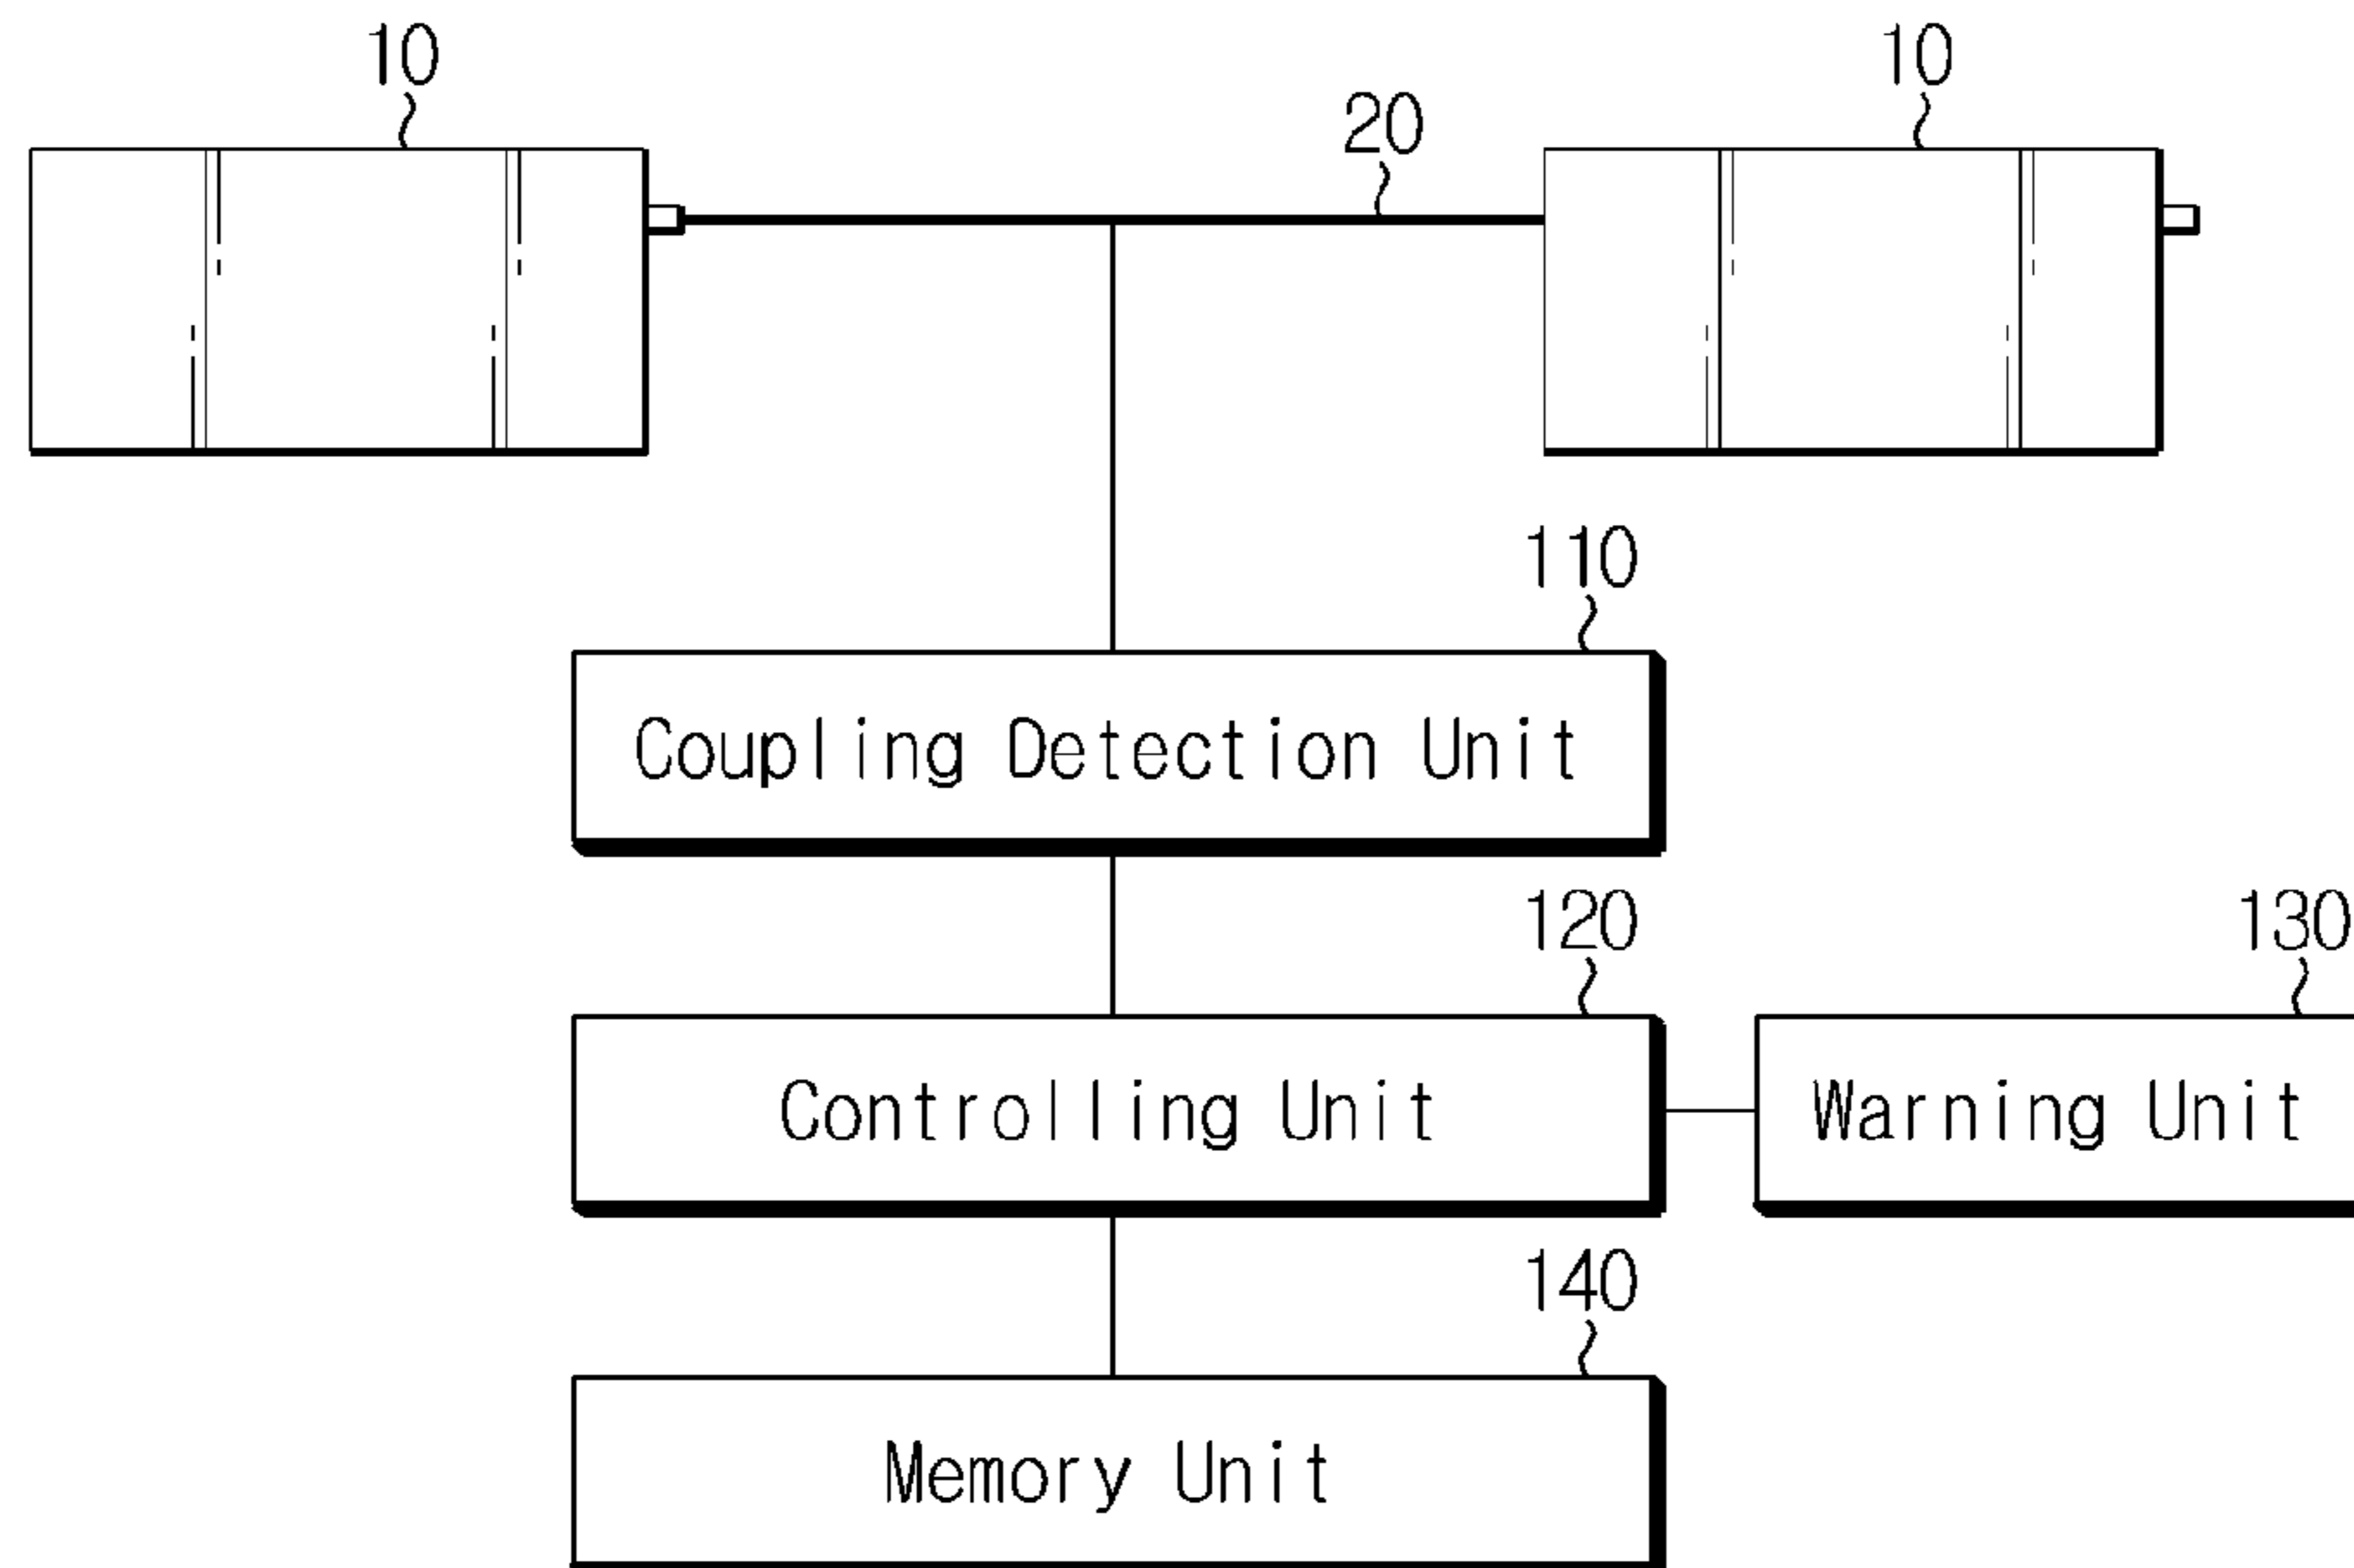 10
10
20
110
Coupling Detection Unit
120
130
Controlling Unit
Warning Unit
140
Memory Unit